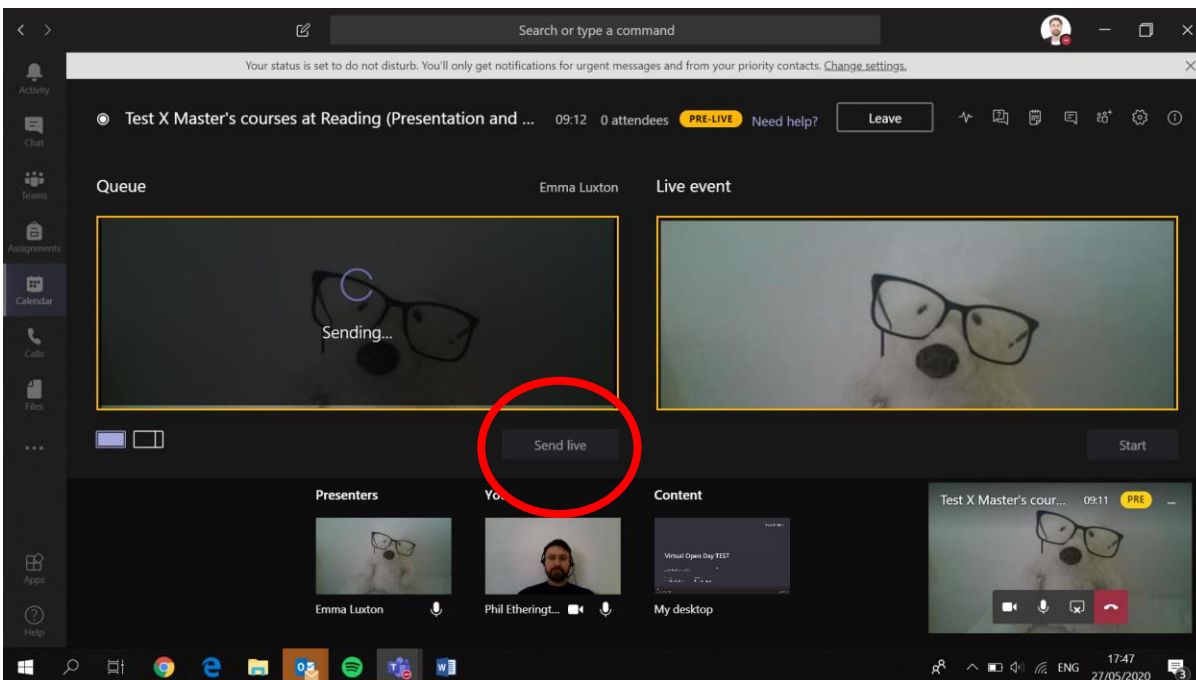 Search or type a command
Your status is set to do not disturb. You'll only get notifications for urgent messages and from your priority contacts. Change settings.
Activity
Chat
Teams
Assignments
Calendar
Calls
Files
Apps
Help
Test X Master's courses at Reading (Presentation and ... 09:12 0 attendees PRE-LIVE Need help? Leave
Queue Emma Luxton Live event
Sending...
Send live Start
Presenters Content
Emma Luxton Phil Etheringt... My desktop
Virtual Open Day TEST
Test X Master's cour... 09:11 PRE
ENG 17:47
27/05/2020
3